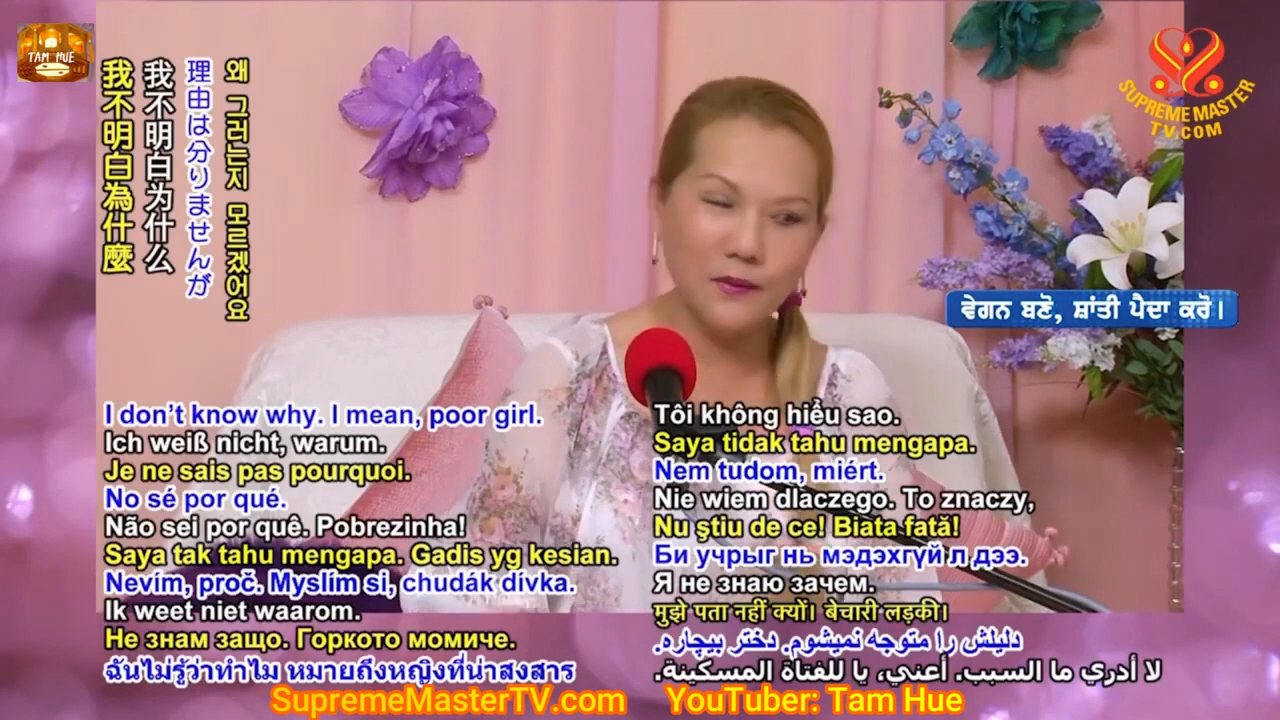 TAM HUE
SUPREME MASTER
TV.COM
왜 그러는지 모르겠어요
理由は分りませんが
我不明白为什么
我不明白為什麼
ਵੇਗਨ ਬਣੋ, ਸ਼ਾਂਤੀ ਪੈਦਾ ਕਰੋ।
I don't know why. I mean, poor girl.
Ich weiß nicht, warum.
Je ne sais pas pourquoi.
No sé por qué.
Não sei por quê. Pobrezinha!
Saya tak tahu mengapa. Gadis yg kesian.
Nevím, proč. Myslím si, chudák dívka.
Ik weet niet waarom.
Не знам защо. Горкото момиче.
ฉันไม่รู้ว่าทำไม หมายถึงหญิงที่น่าสงสาร
Tôi không hiểu sao.
Saya tidak tahu mengapa.
Nem tudom, miért.
Nie wiem dlaczego. To znaczy,
Nu ştiu de ce! Biata fată!
Би учрыг нь мэдэхгүй л дээ.
Я не знаю зачем.
मुझे पता नहीं क्यों। बेचारी लड़की।
دلیلش را متوجه نمیشوم. دختر بیچاره.
لا أدري ما السبب. أعني، يا للفتاة المسكينة.
SupremeMasterTV.com YouTuber: Tam Hue